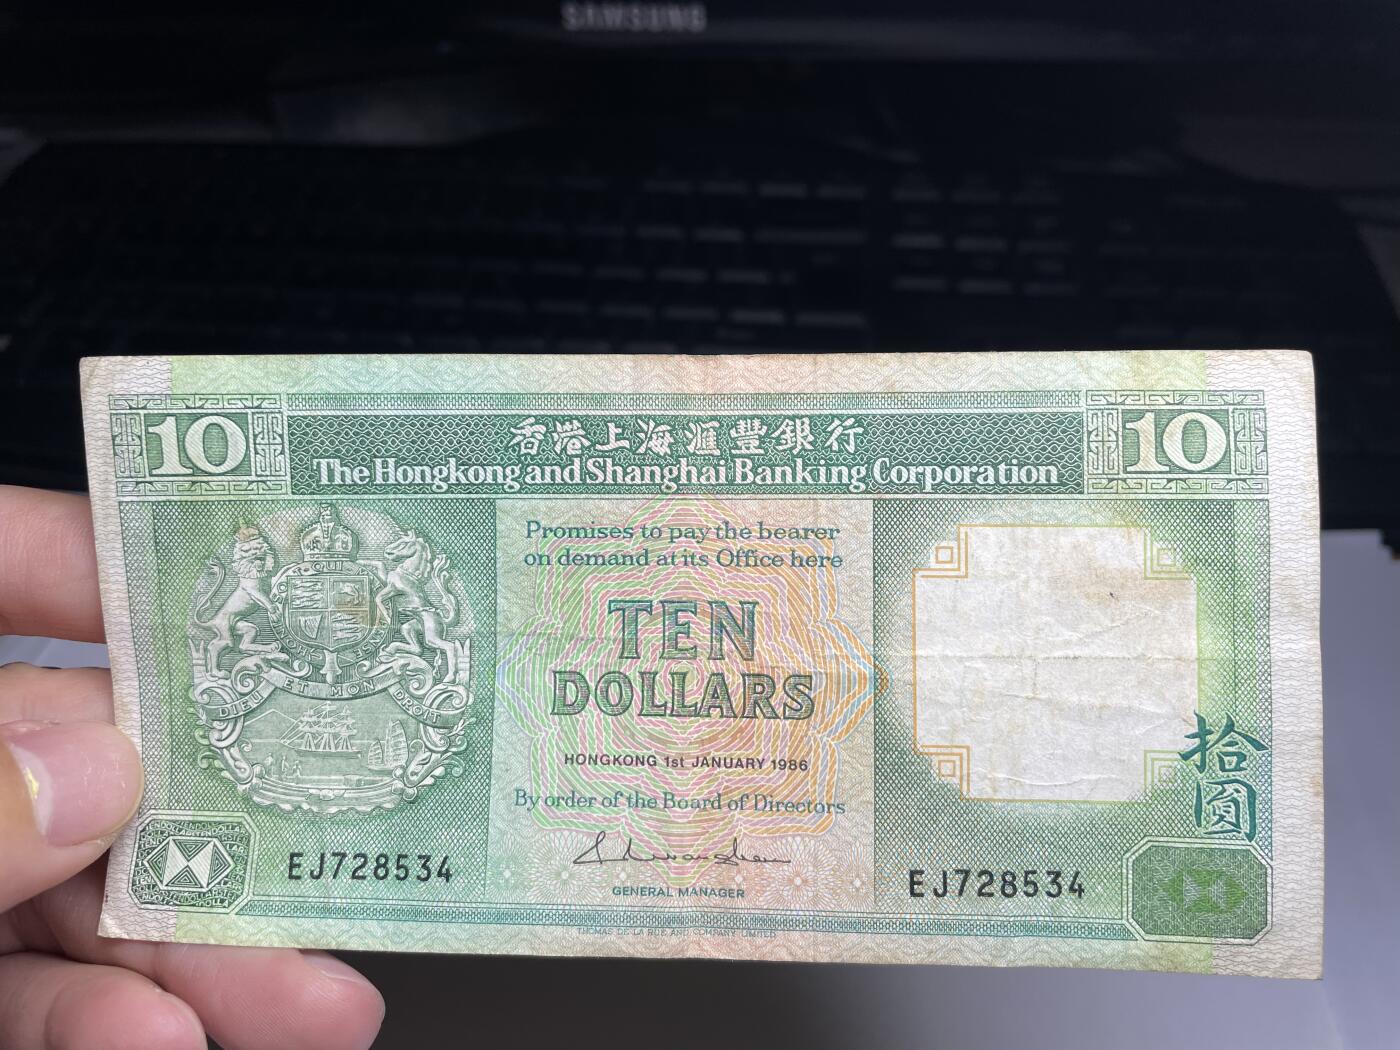 SAMSUNG
10
香港上海滙豐銀行
10
The Hongkong and Shanghai Banking Corporation
Promises to pay the bearer
on demand at its Office here
TEN
DOLLARS
QUI
DIEU ET MON DROIT
HONGKONG 1st JANUARY 1986
By order of the Board of Directors
拾
圓
EJ728534
EJ728534
GENERAL MANAGER
THOMAS DE LA RUE AND COMPANY LIMITED